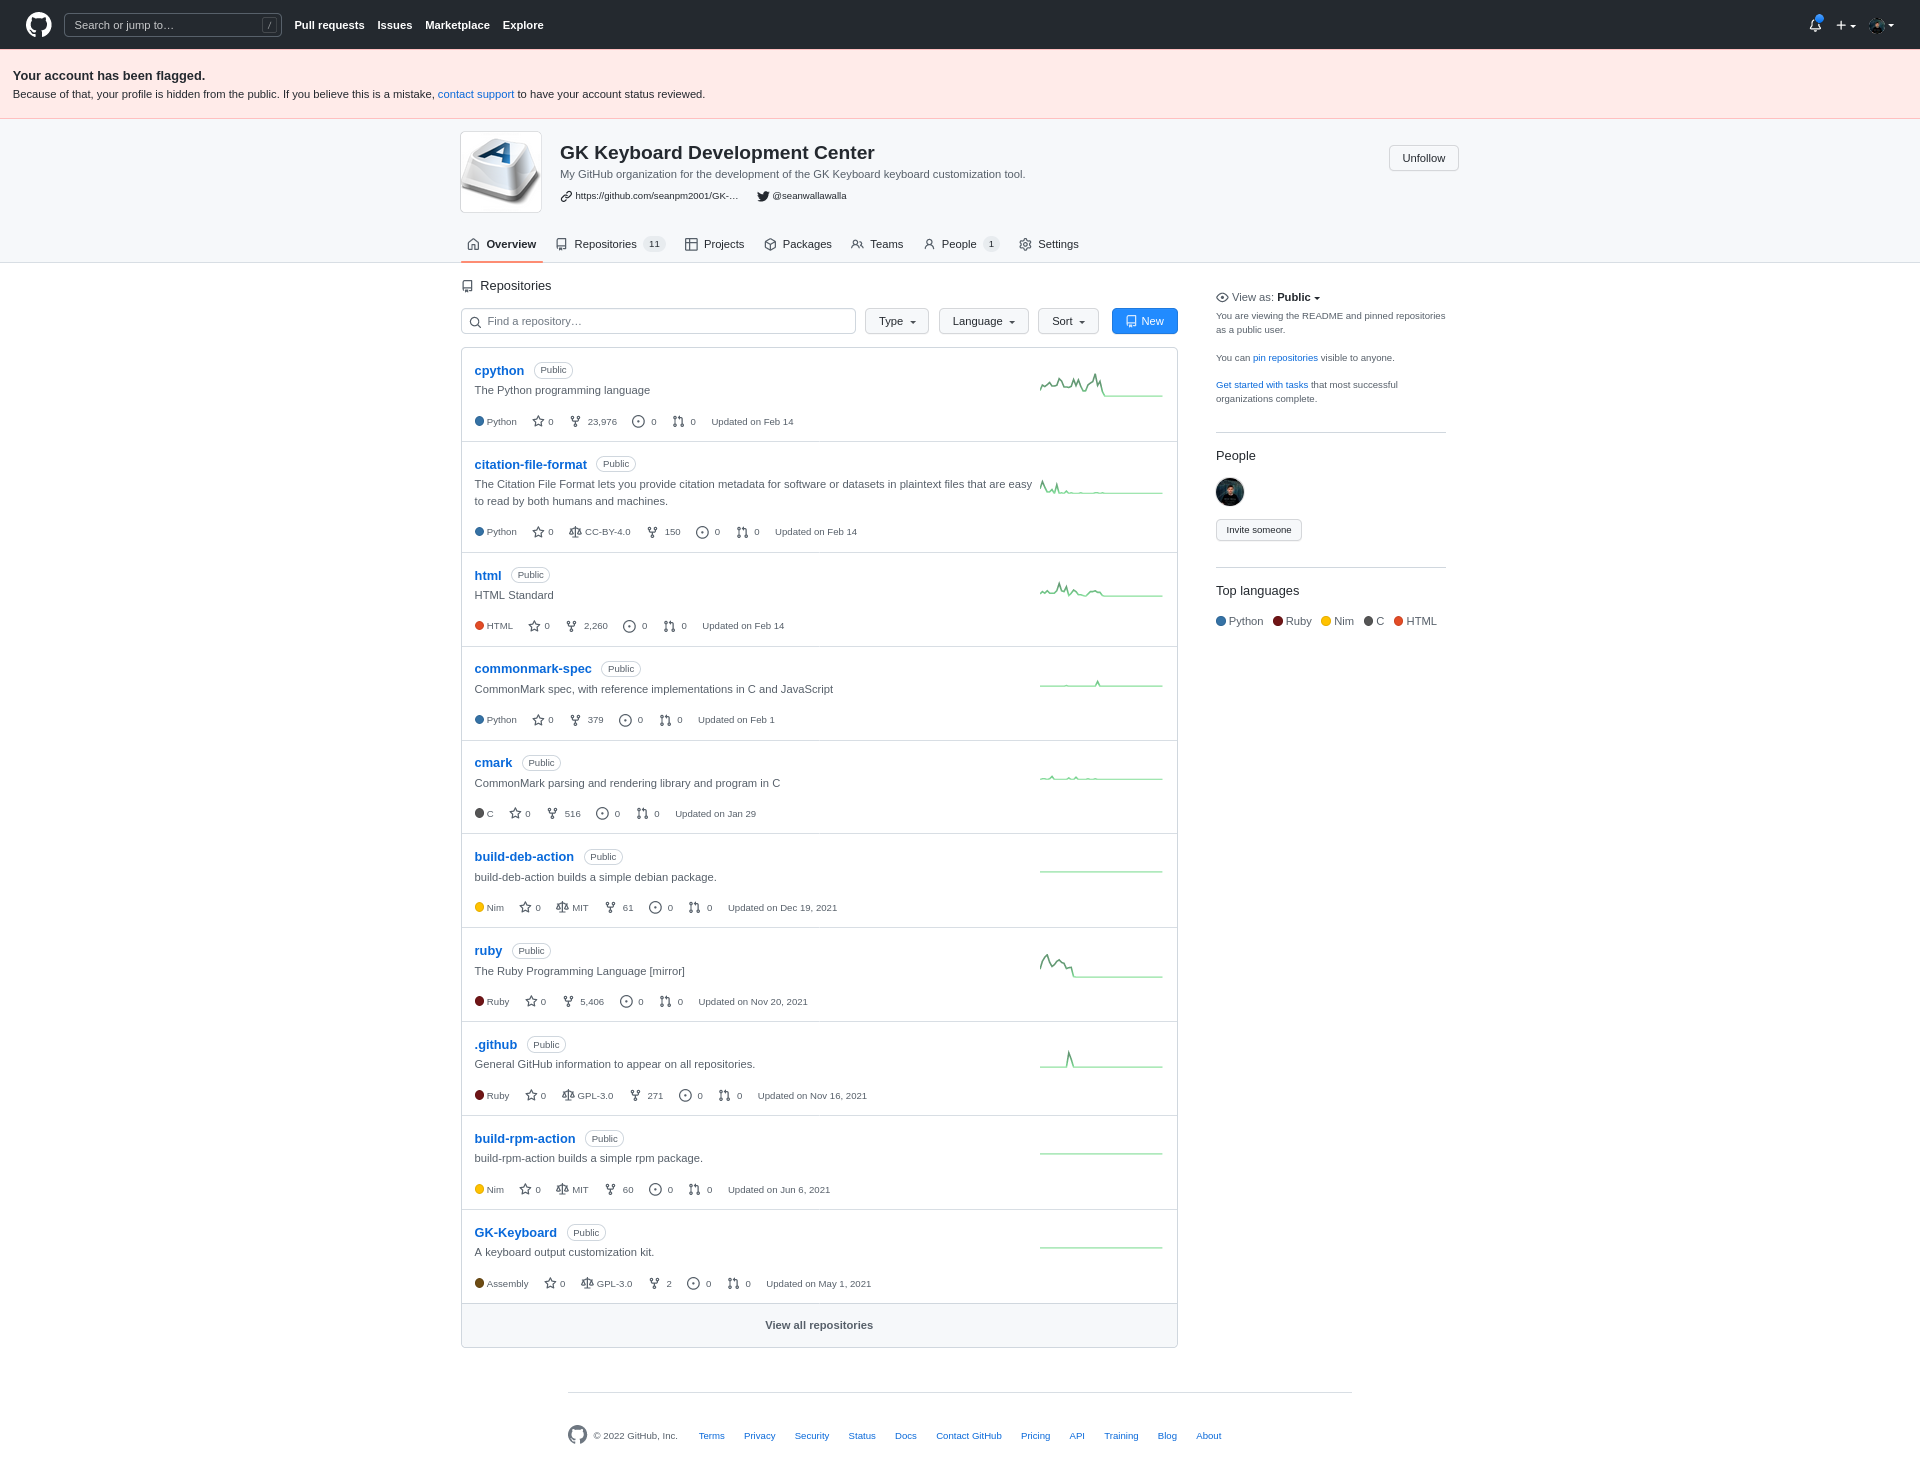 Search or jump to… /
Pull requests Issues Marketplace Explore
Your account has been flagged.
Because of that, your profile is hidden from the public. If you believe this is a mistake, contact support to have your account status reviewed.
A
GK Keyboard Development Center
My GitHub organization for the development of the GK Keyboard keyboard customization tool.
https://github.com/seanpm2001/GK-… @seanwallawalla
Unfollow
Overview Repositories 11 Projects Packages Teams People 1 Settings
Repositories
Find a repository… Type Language Sort New
cpython Public
The Python programming language
Python 0 23,976 0 0 Updated on Feb 14
citation-file-format Public
The Citation File Format lets you provide citation metadata for software or datasets in plaintext files that are easy
to read by both humans and machines.
Python 0 CC-BY-4.0 150 0 0 Updated on Feb 14
html Public
HTML Standard
HTML 0 2,260 0 0 Updated on Feb 14
commonmark-spec Public
CommonMark spec, with reference implementations in C and JavaScript
Python 0 379 0 0 Updated on Feb 1
cmark Public
CommonMark parsing and rendering library and program in C
C 0 516 0 0 Updated on Jan 29
build-deb-action Public
build-deb-action builds a simple debian package.
Nim 0 MIT 61 0 0 Updated on Dec 19, 2021
ruby Public
The Ruby Programming Language [mirror]
Ruby 0 5,406 0 0 Updated on Nov 20, 2021
.github Public
General GitHub information to appear on all repositories.
Ruby 0 GPL-3.0 271 0 0 Updated on Nov 16, 2021
build-rpm-action Public
build-rpm-action builds a simple rpm package.
Nim 0 MIT 60 0 0 Updated on Jun 6, 2021
GK-Keyboard Public
A keyboard output customization kit.
Assembly 0 GPL-3.0 2 0 0 Updated on May 1, 2021
View all repositories
View as: Public
You are viewing the README and pinned repositories
as a public user.
You can pin repositories visible to anyone.
Get started with tasks that most successful
organizations complete.
People
Invite someone
Top languages
Python Ruby Nim C HTML
© 2022 GitHub, Inc. Terms Privacy Security Status Docs Contact GitHub Pricing API Training Blog About